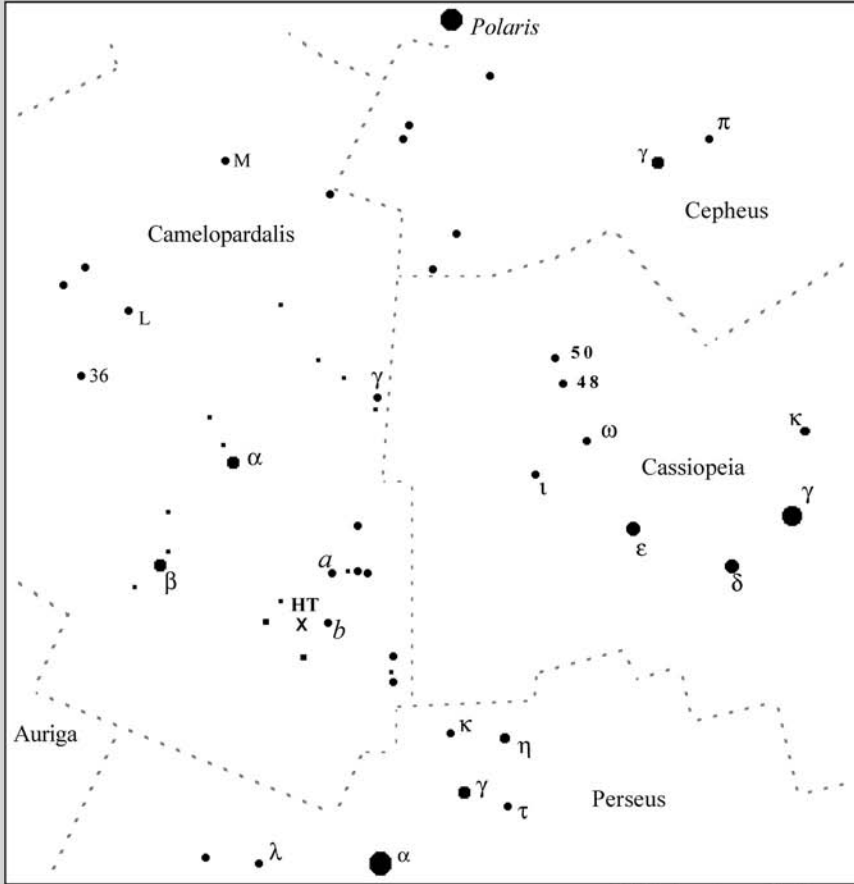 Polaris
π
γ
M
Cepheus
Camelopardalis
L
50
36
γ
48
κ
ω
α
Cassiopeia
ι
γ
ε
a
β
δ
HT
X
b
Auriga
κ
η
γ
Perseus
τ
λ
α